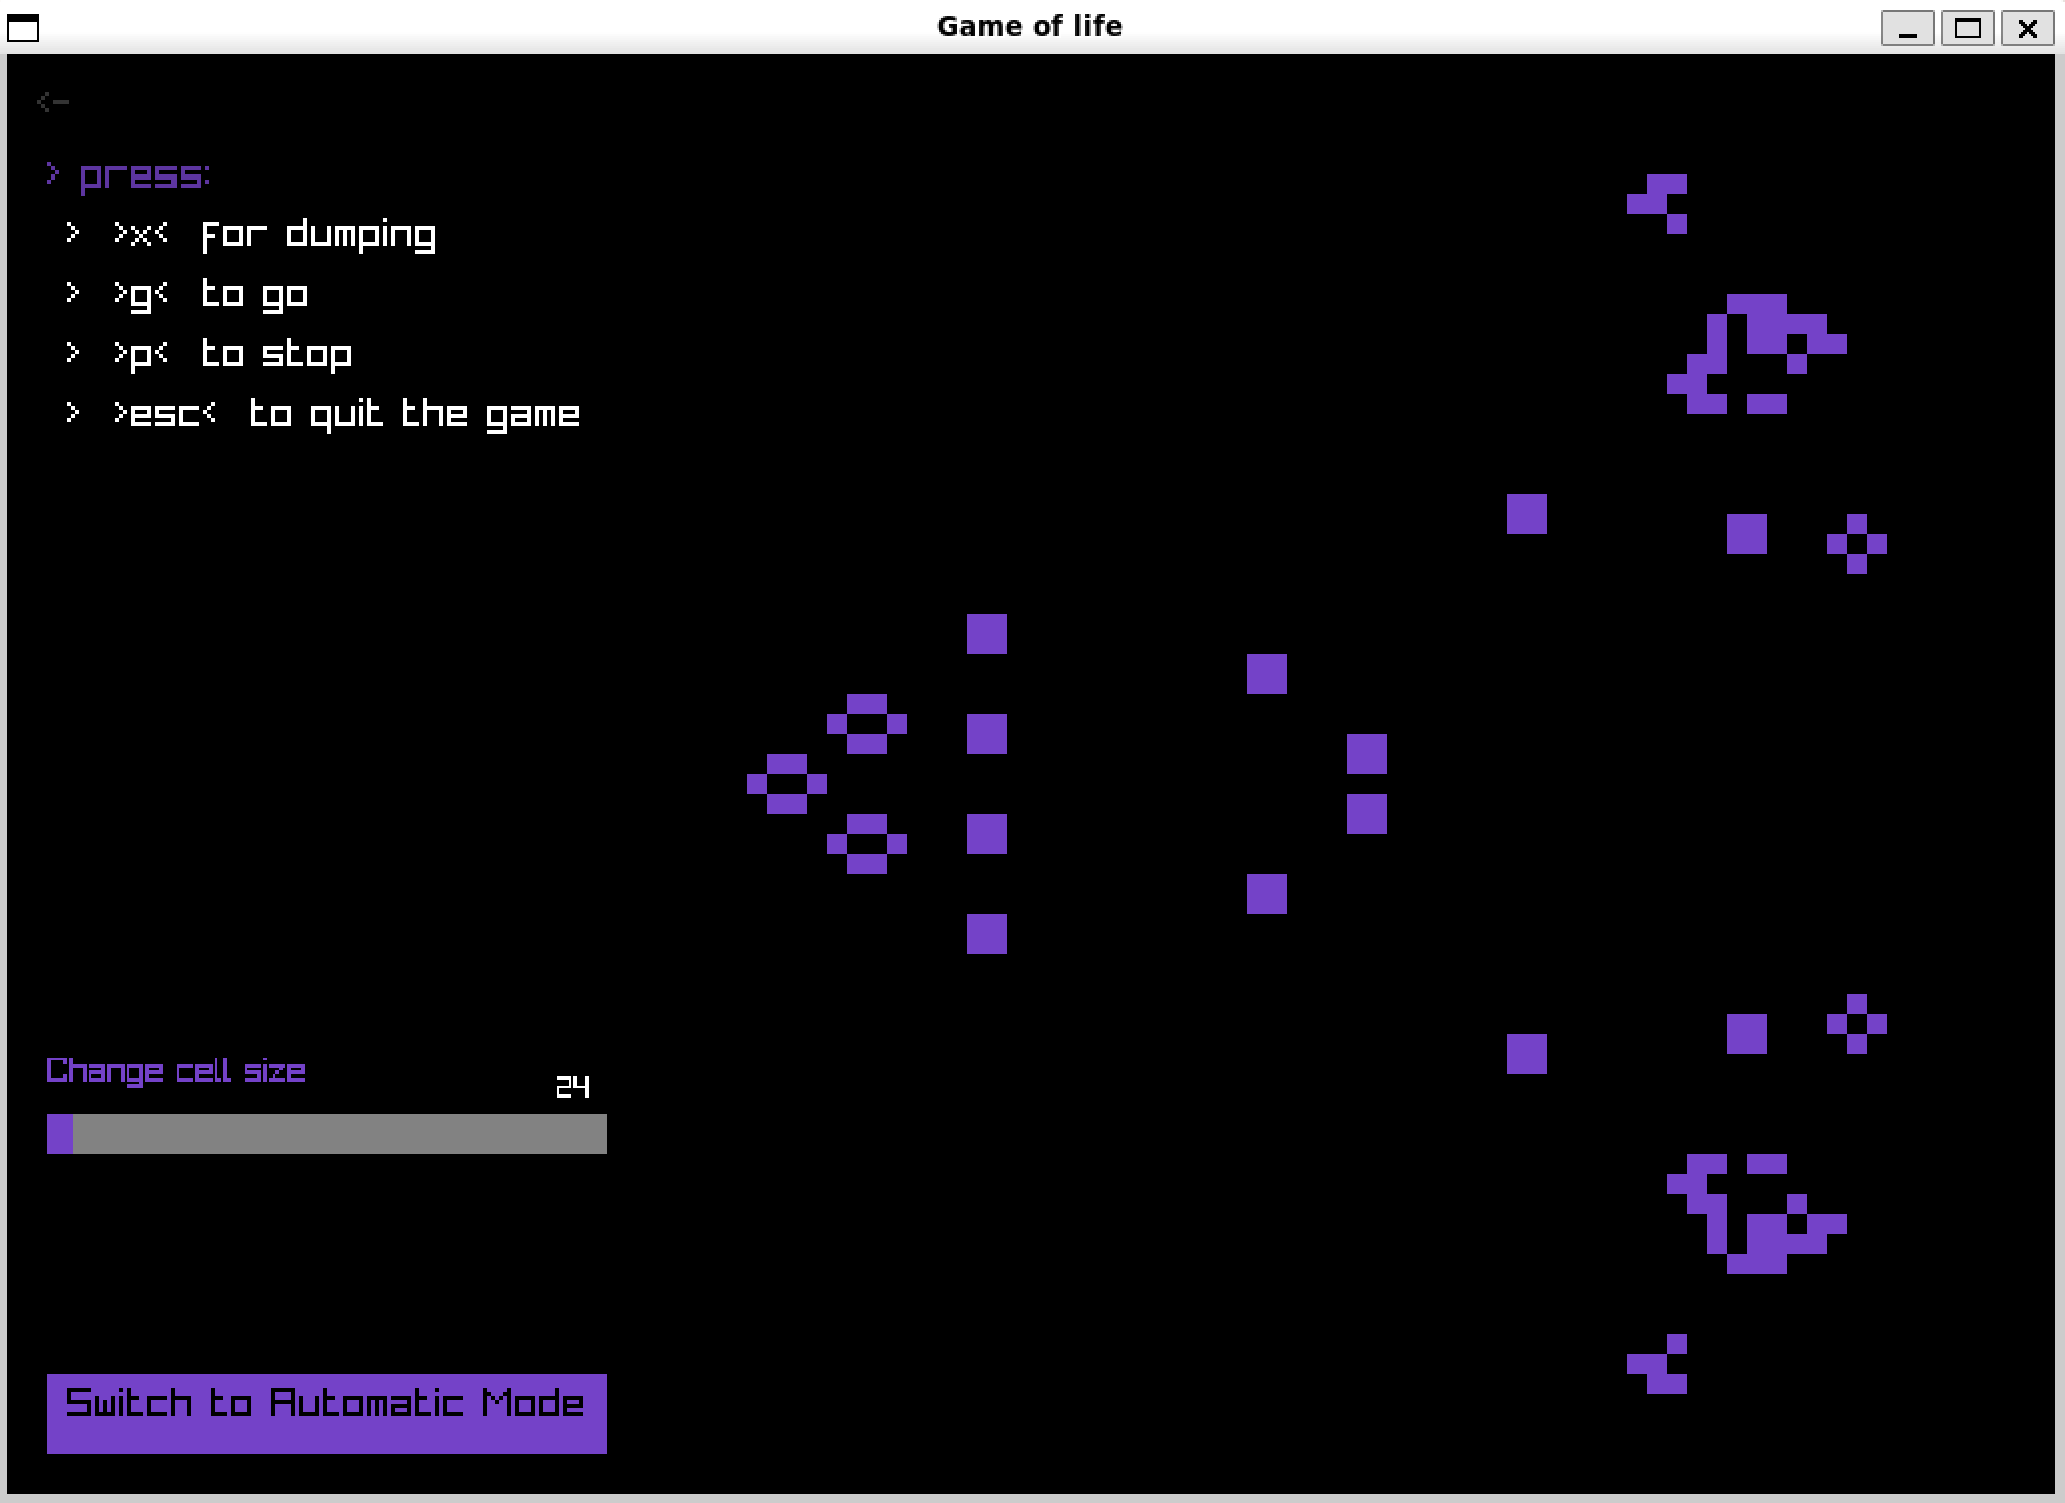 Game of life
<-
> press:
> >x< for dumping
> >g< to go
> >p< to stop
> >esc< to quit the game
Change cell size
24
Switch to Automatic Mode